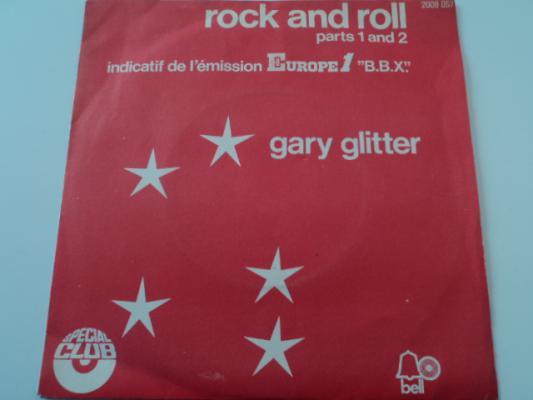 2008 057
rock and roll
parts 1 and 2
indicatif de l'émission EUROPE 1 "B.B.X."
gary glitter
SPECIAL
CLUB
bell